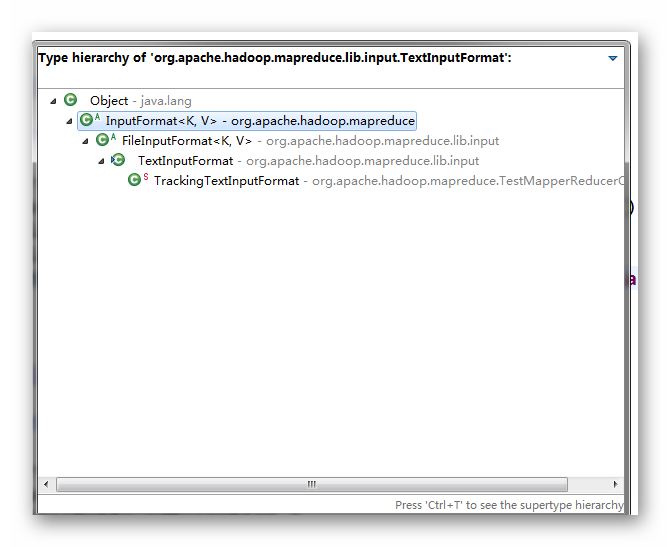 Type hierarchy of 'org.apache.hadoop.mapreduce.lib.input.TextInputFormat':
C Object - java.lang
C A InputFormat<K, V> - org.apache.hadoop.mapreduce
C A FileInputFormat<K, V> - org.apache.hadoop.mapreduce.lib.input
C TextInputFormat - org.apache.hadoop.mapreduce.lib.input
C S TrackingTextInputFormat - org.apache.hadoop.mapreduce.TestMapperReducerC
)
a
Press 'Ctrl+T' to see the supertype hierarchy